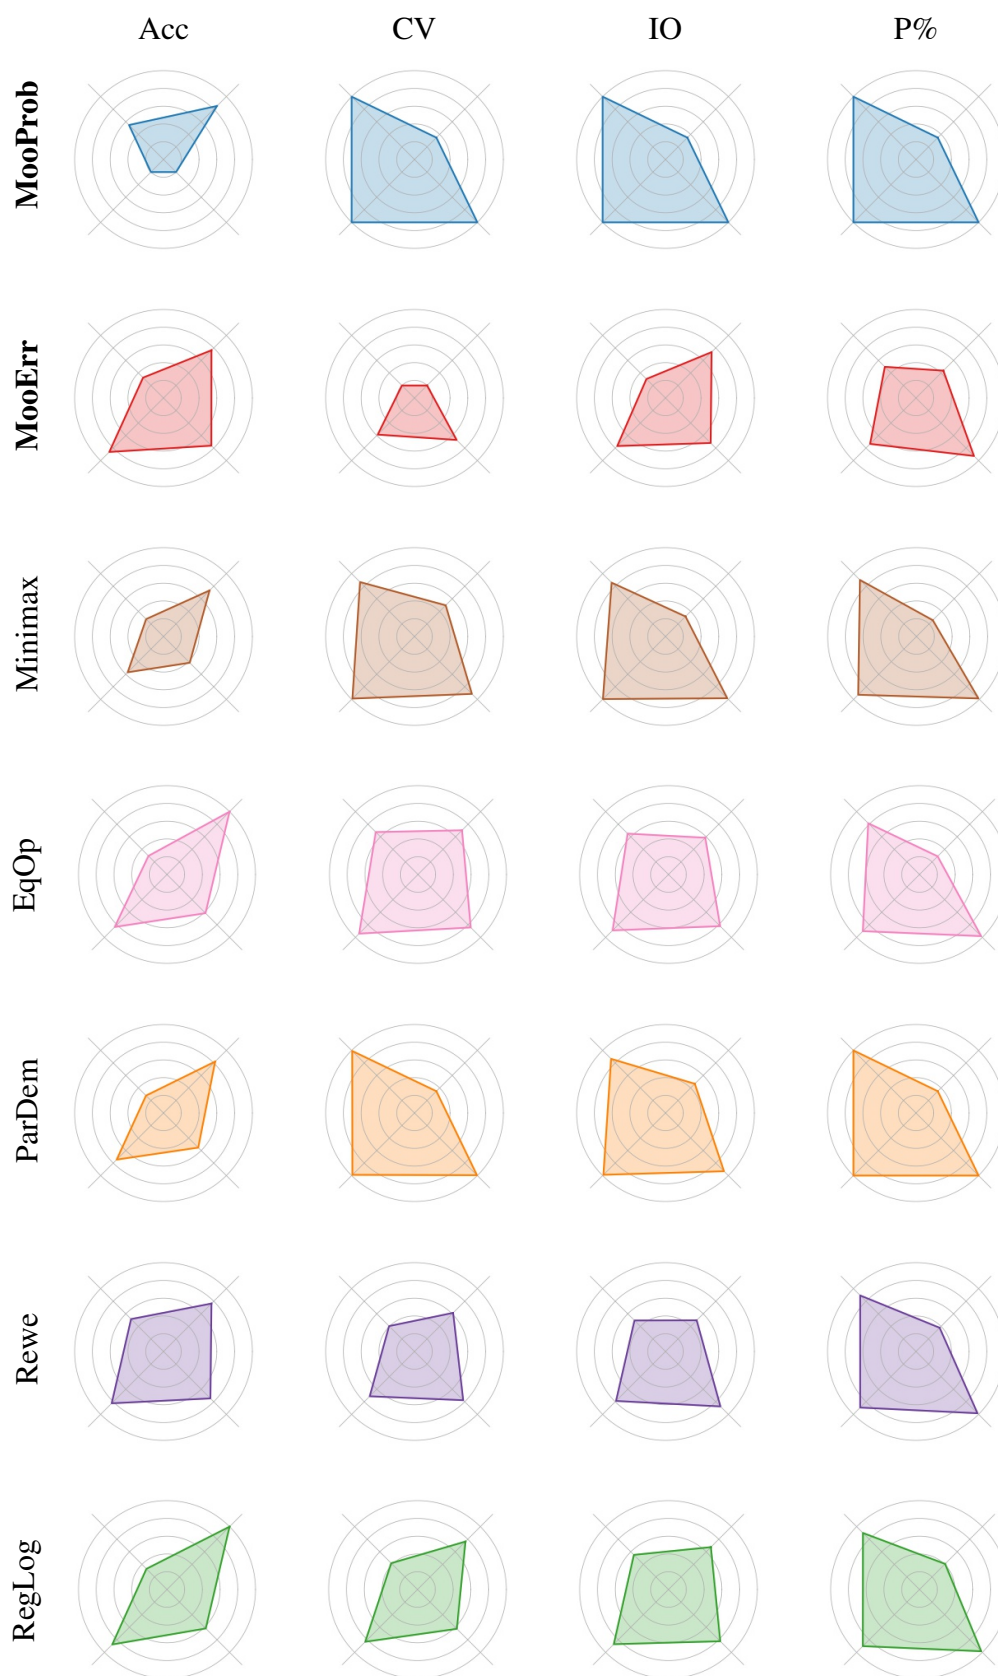 Acc CV IO P%
MooProb
MooErr
Minimax
EqOp
ParDem
Rewe
RegLog